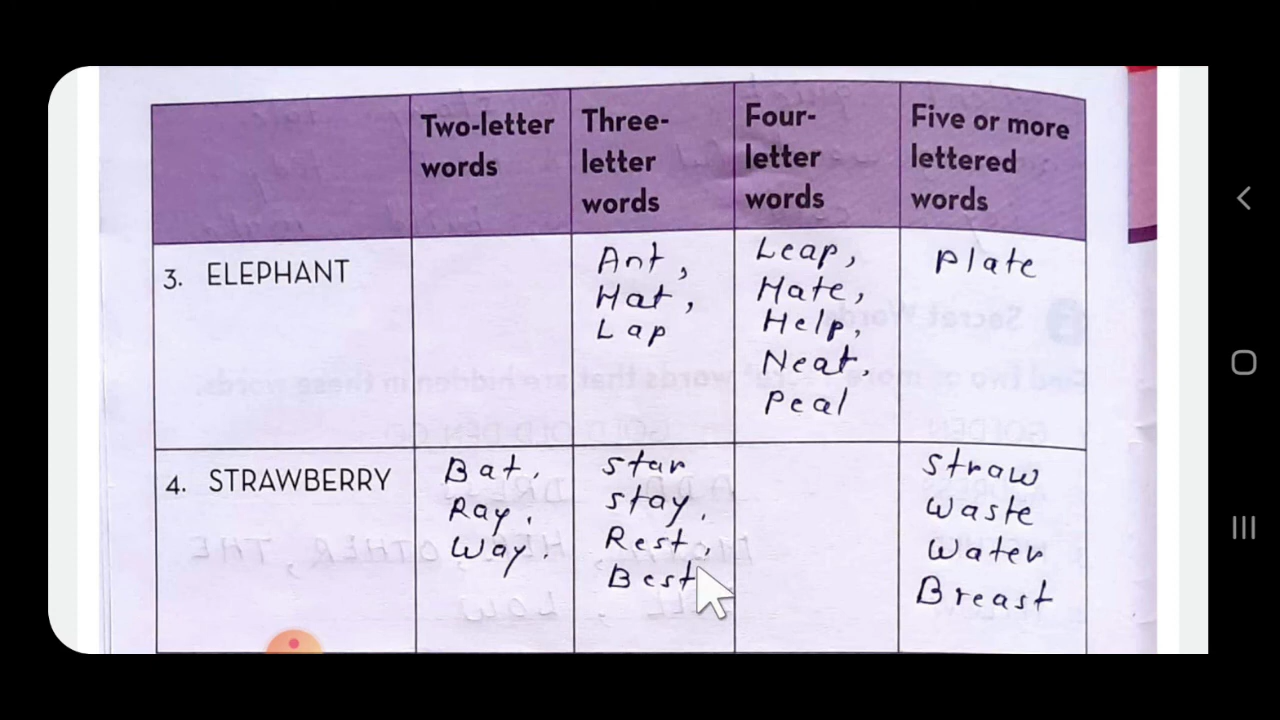 Two-letter words
Three-letter words
Four-letter words
Five or more lettered words
3. ELEPHANT
Ant,
Hat,
Lap
Leap,
Hate,
Help,
Neat,
Peal
Plate
4. STRAWBERRY
Bat,
Ray,
Way.
Star
Stay,
Rest,
Best
Straw
Waste
Water
Breast